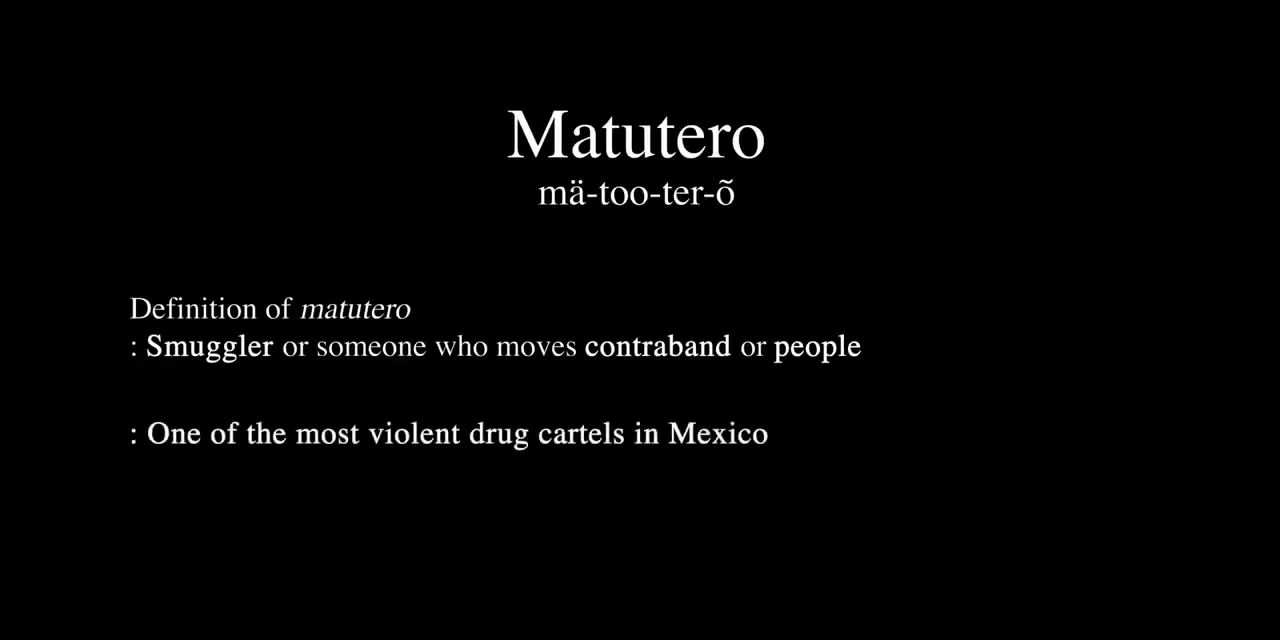 Matutero
mä-too-ter-õ
Definition of matutero
: Smuggler or someone who moves contraband or people
: One of the most violent drug cartels in Mexico